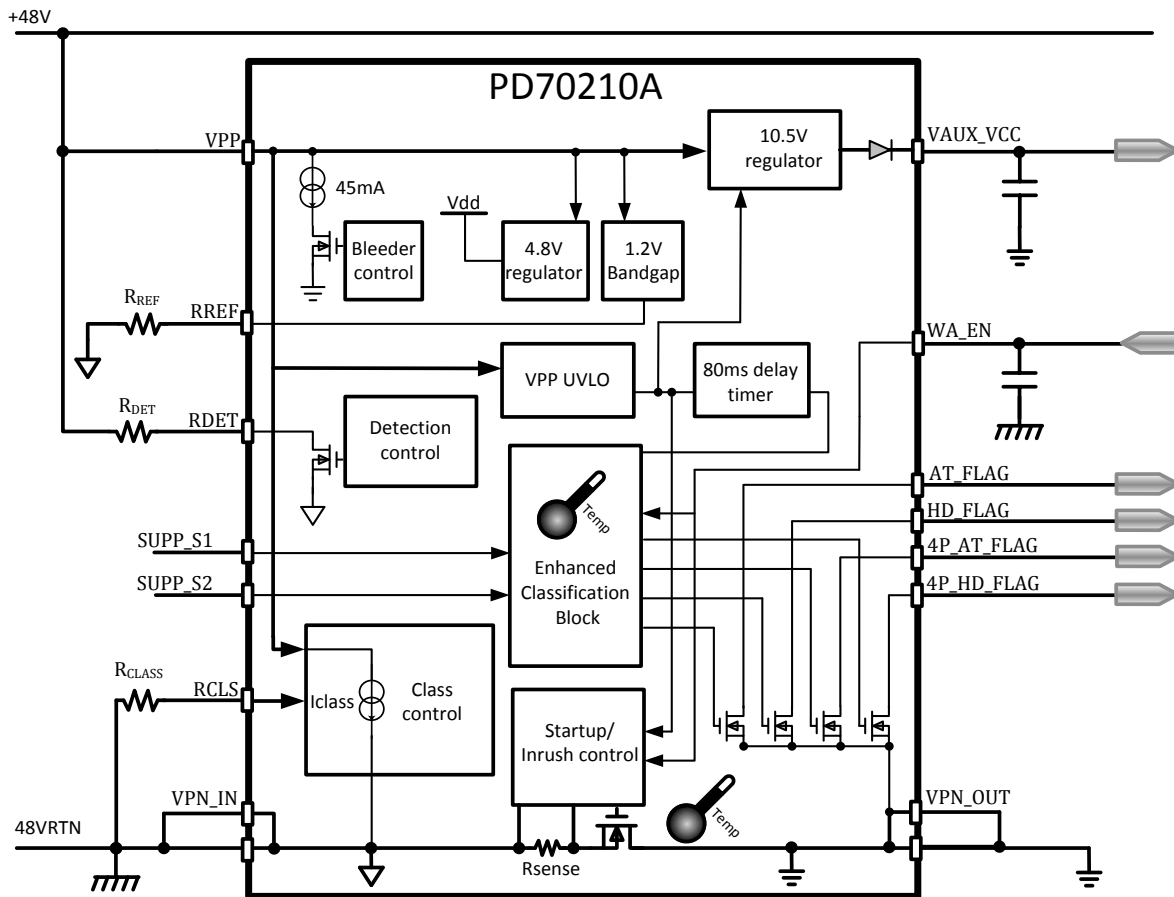 +48V
PD70210A
VPP
10.5V
regulator
VAUX_VCC
45mA
Vdd
Bleeder
control
4.8V
regulator
1.2V
Bandgap
RREF
RREF
WA_EN
VPP UVLO
80ms delay
timer
RDET
RDET
Detection
control
Temp
AT_FLAG
HD_FLAG
4P_AT_FLAG
4P_HD_FLAG
SUPP_S1
SUPP_S2
Enhanced
Classification
Block
RCLASS
RCLS
Iclass
Class
control
Startup/
Inrush control
Temp
VPN_IN
VPN_OUT
48VRTN
Rsense